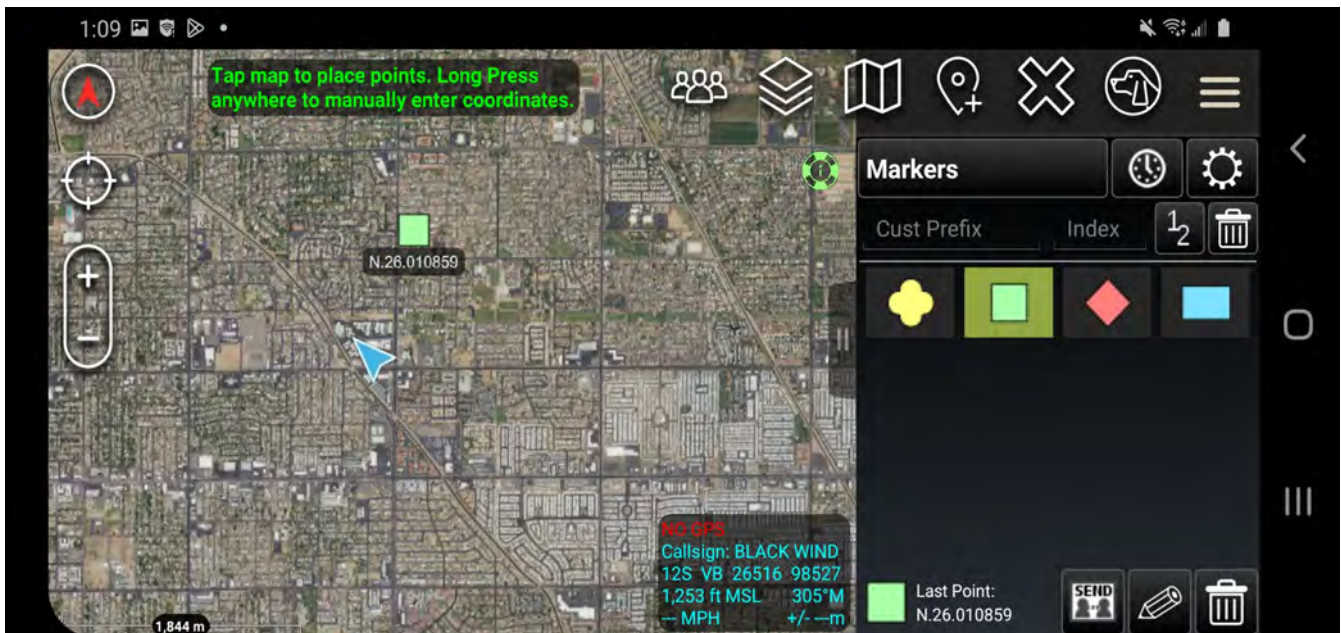 1:09
Tap map to place points. Long Press
anywhere to manually enter coordinates.
Markers
Cust Prefix Index 1/2
N.26.010859
NO GPS
Callsign: BLACK WIND
12S VB 26516 98527
1,253 ft MSL 305°M
--- MPH +/- ---m
1,844 m
Last Point:
N.26.010859
SEND